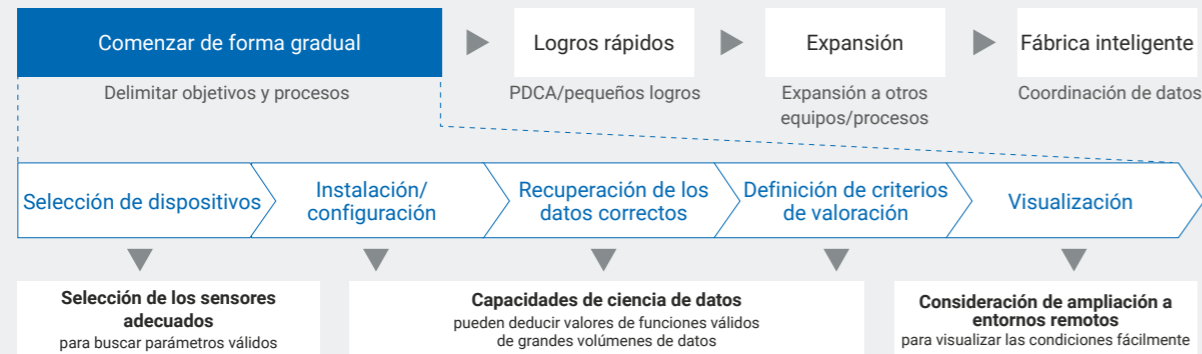 Comenzar de forma gradual
Logros rápidos
Expansión
Fábrica inteligente
Delimitar objetivos y procesos
PDCA/pequeños logros
Expansión a otros
equipos/procesos
Coordinación de datos
Selección de dispositivos
Instalación/
configuración
Recuperación de los
datos correctos
Definición de criterios
de valoración
Visualización
Selección de los sensores
adecuados
para buscar parámetros válidos
Capacidades de ciencia de datos
pueden deducir valores de funciones válidos
de grandes volúmenes de datos
Consideración de ampliación a
entornos remotos
para visualizar las condiciones fácilmente